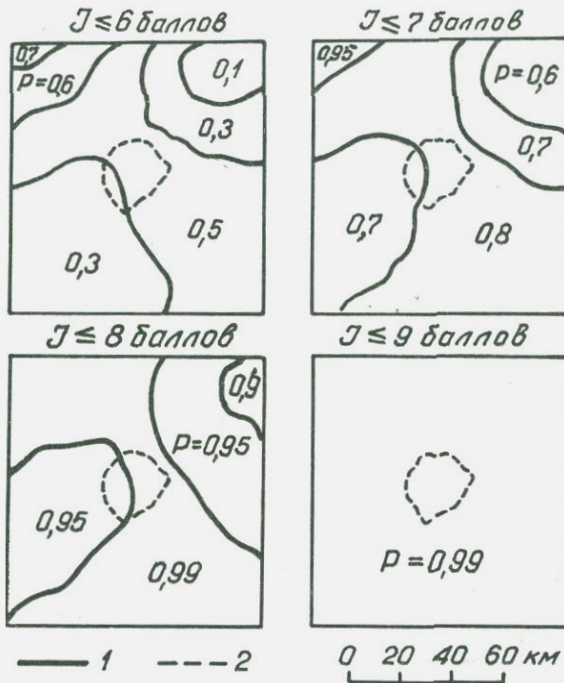 J ≤ 6 баллов
J ≤ 7 баллов
0,7
P=0,6
0,1
0,3
0,5
0,3
0,95
P=0,6
0,7
0,7
0,8
J ≤ 8 баллов
J ≤ 9 баллов
0,9
P=0,95
0,95
0,99
P=0,99
1
2
0 20 40 60 км